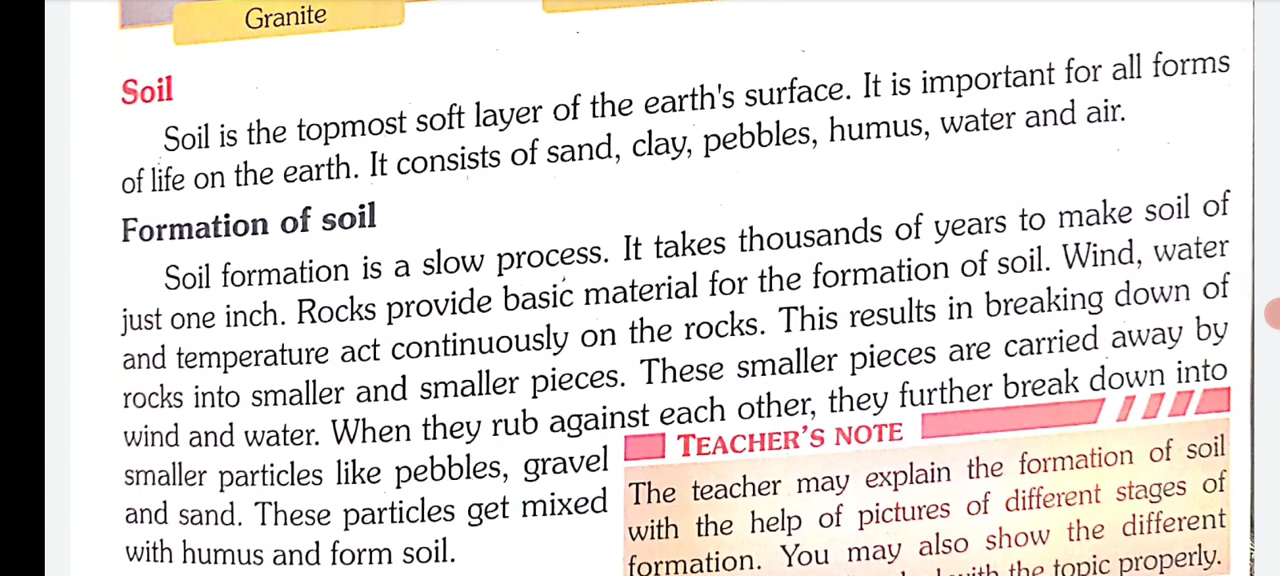 Granite
Soil
Soil is the topmost soft layer of the earth's surface. It is important for all forms
of life on the earth. It consists of sand, clay, pebbles, humus, water and air.
Formation of soil
Soil formation is a slow process. It takes thousands of years to make soil of
just one inch. Rocks provide basic material for the formation of soil. Wind, water
and temperature act continuously on the rocks. This results in breaking down of
rocks into smaller and smaller pieces. These smaller pieces are carried away by
wind and water. When they rub against each other, they further break down into
smaller particles like pebbles, gravel
and sand. These particles get mixed
with humus and form soil.
TEACHER'S NOTE
The teacher may explain the formation of soil
with the help of pictures of different stages of
formation. You may also show the different
with the topic properly.